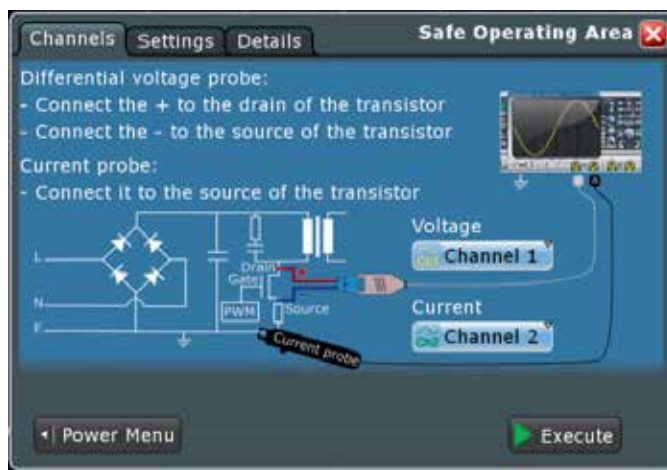 Channels Settings Details Safe Operating Area
Differential voltage probe:
- Connect the + to the drain of the transistor
- Connect the - to the source of the transistor
Current probe:
- Connect it to the source of the transistor
Voltage
Channel 1
L
Drain
Gate
N
PWM
Source
Current
Channel 2
Current probe
Power Menu
Execute